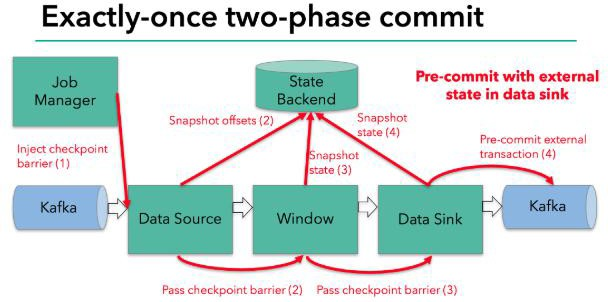 Exactly-once two-phase commit
Job
Manager
State
Backend
Pre-commit with external
state in data sink
Snapshot offsets (2)
Snapshot
state (4)
Inject checkpoint
barrier (1)
Snapshot
state (3)
Pre-commit external
transaction (4)
Kafka
Data Source
Window
Data Sink
Kafka
Pass checkpoint barrier (2)
Pass checkpoint barrier (3)